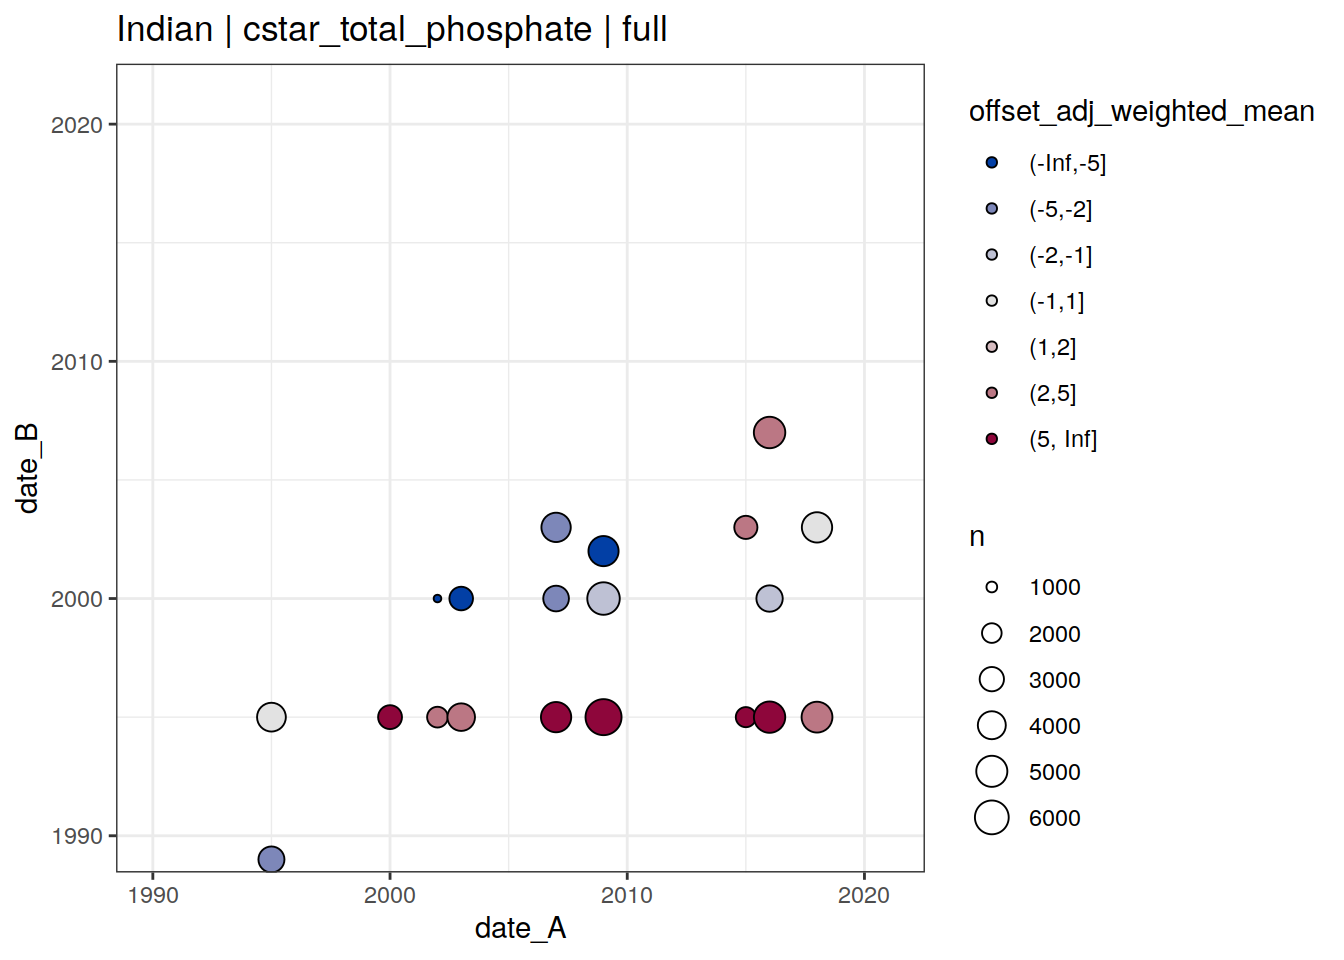 Indian | cstar_total_phosphate | full
offset_adj_weighted_mean
(-Inf,-5]
(-5,-2]
(-2,-1]
(-1,1]
(1,2]
(2,5]
(5, Inf]
n
1000
2000
3000
4000
5000
6000
date_B
2020
2010
2000
1990
1990
2000
2010
2020
date_A